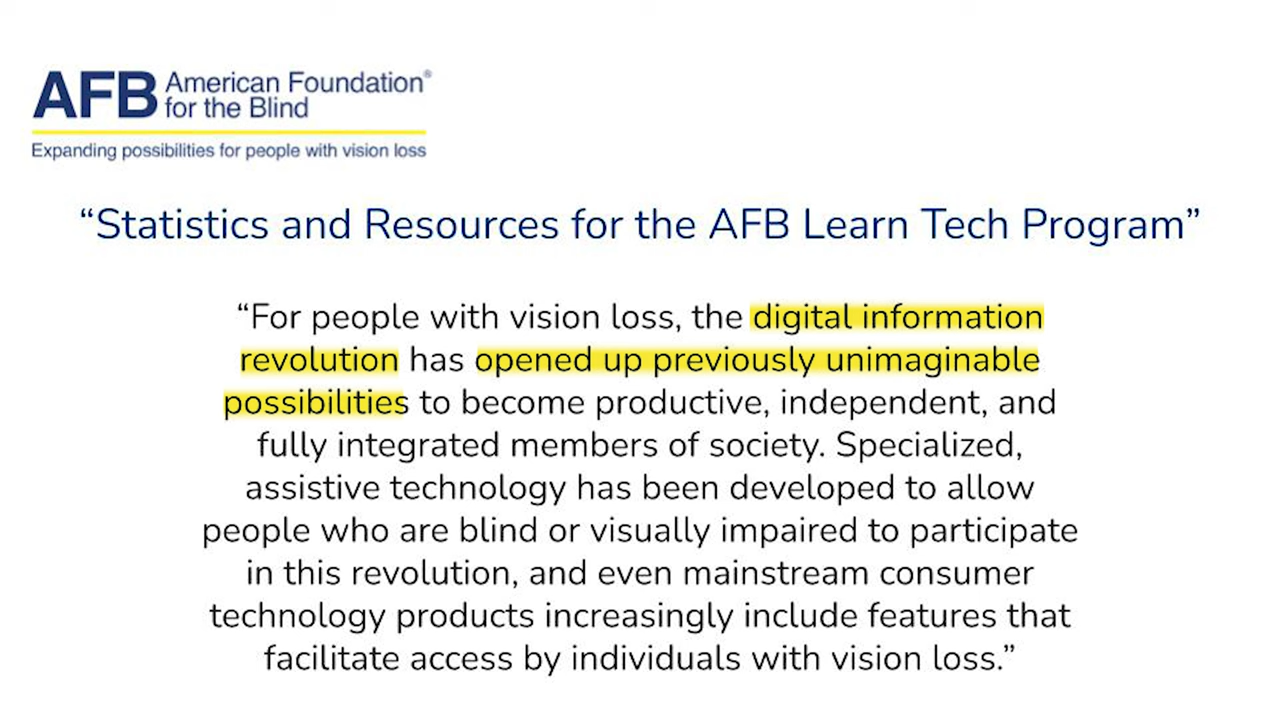 AFB American Foundation®
for the Blind
Expanding possibilities for people with vision loss
“Statistics and Resources for the AFB Learn Tech Program”
“For people with vision loss, the digital information
revolution has opened up previously unimaginable
possibilities to become productive, independent, and
fully integrated members of society. Specialized,
assistive technology has been developed to allow
people who are blind or visually impaired to participate
in this revolution, and even mainstream consumer
technology products increasingly include features that
facilitate access by individuals with vision loss.”